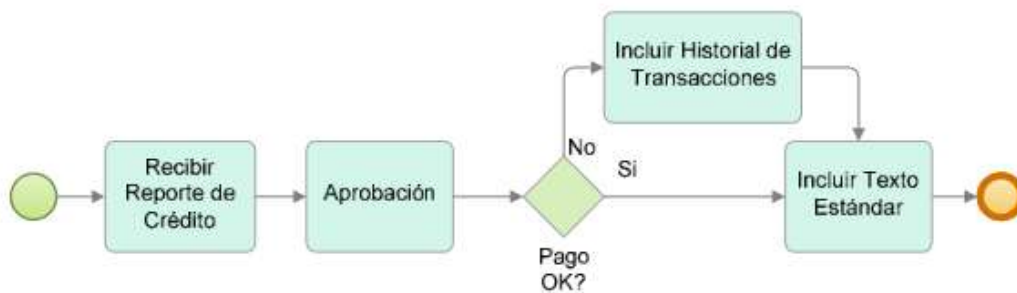 Incluir Historial de
Transacciones
Recibir
Reporte de
Crédito
Aprobación
No
Si
Incluir Texto
Estándar
Pago
OK?